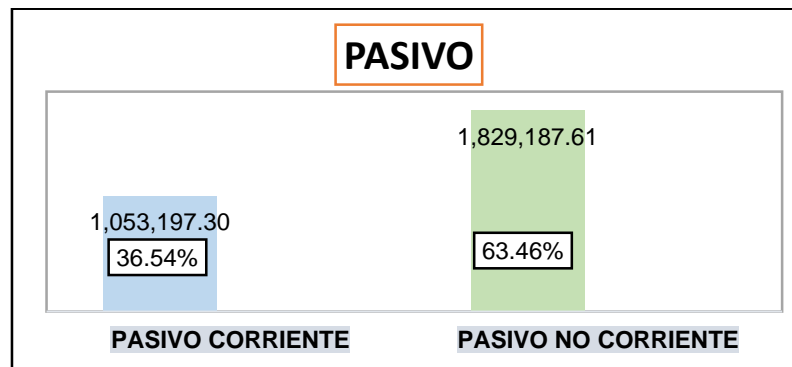 PASIVO
1,829,187.61
1,053,197.30
36.54%
63.46%
PASIVO CORRIENTE
PASIVO NO CORRIENTE